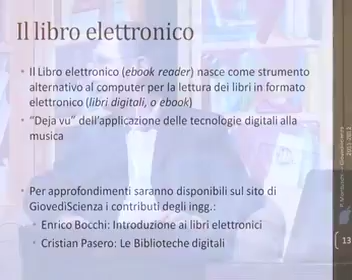 Il libro elettronico
Il Libro elettronico (ebook reader) nasce come strumento
alternativo al computer per la lettura dei libri in formato
elettronico (libri digitali, o ebook)
"Deja vu" dell'applicazione delle tecnologie digitali alla
musica
Per approfondimenti saranno disponibili sul sito di
GiovedìScienza i contributi degli ingg.:
Enrico Bocchi: Introduzione ai libri elettronici
Cristian Pasero: Le Biblioteche digitali
13